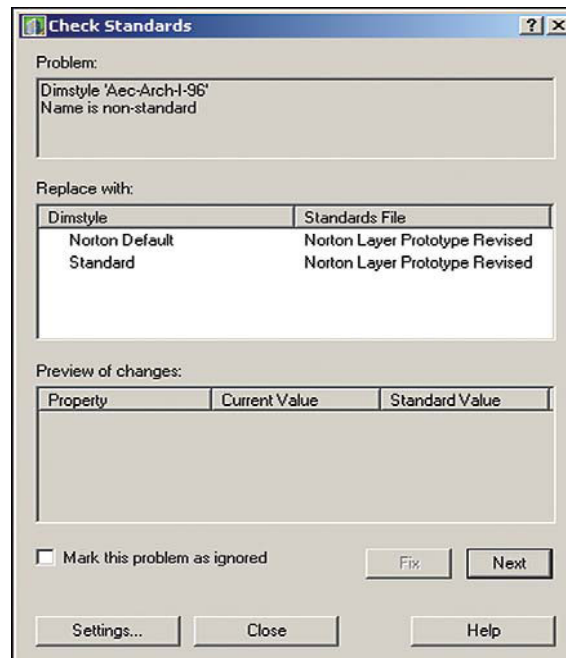 Check Standards
Problem:
Dimstyle 'Aec-Arch-I-96'
Name is non-standard
Replace with:
Dimstyle Standards File
Norton Default Norton Layer Prototype Revised
Standard Norton Layer Prototype Revised
Preview of changes:
Property Current Value Standard Value
Mark this problem as ignored Fix Next
Settings... Close Help